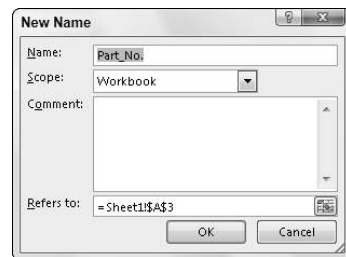 New Name
Name: Part_No.
Scope: Workbook
Comment:
Refers to: =Sheet1!$A$3
OK Cancel